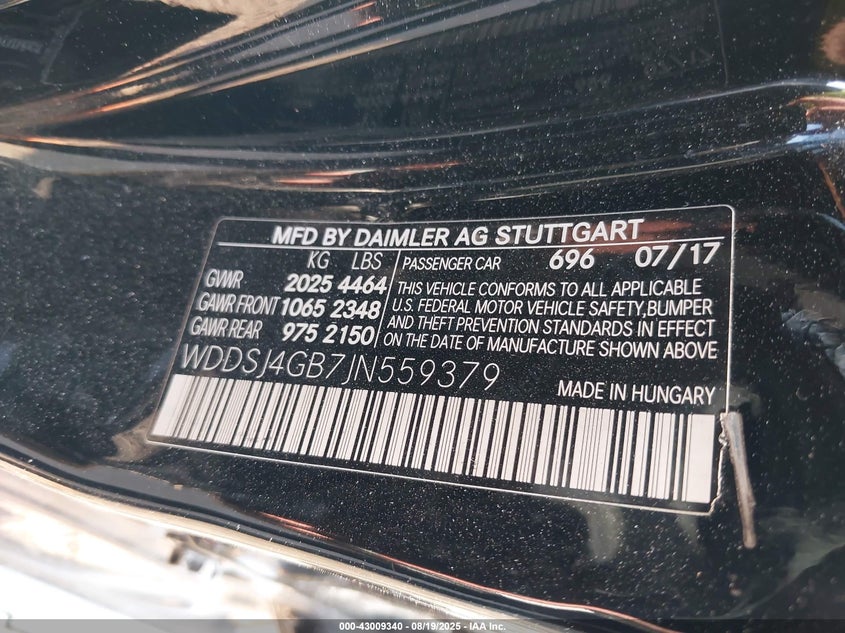 MFD BY DAIMLER AG STUTTGART
KG LBS
GVWR 2025 4464
GAWR FRONT 1065 2348
GAWR REAR 975 2150
PASSENGER CAR 696 07/17
THIS VEHICLE CONFORMS TO ALL APPLICABLE
U.S. FEDERAL MOTOR VEHICLE SAFETY, BUMPER
AND THEFT PREVENTION STANDARDS IN EFFECT
ON THE DATE OF MANUFACTURE SHOWN ABOVE
WDDSJ4GB7JN559379
MADE IN HUNGARY
000-43009340 - 08/19/2025 - IAA Inc.